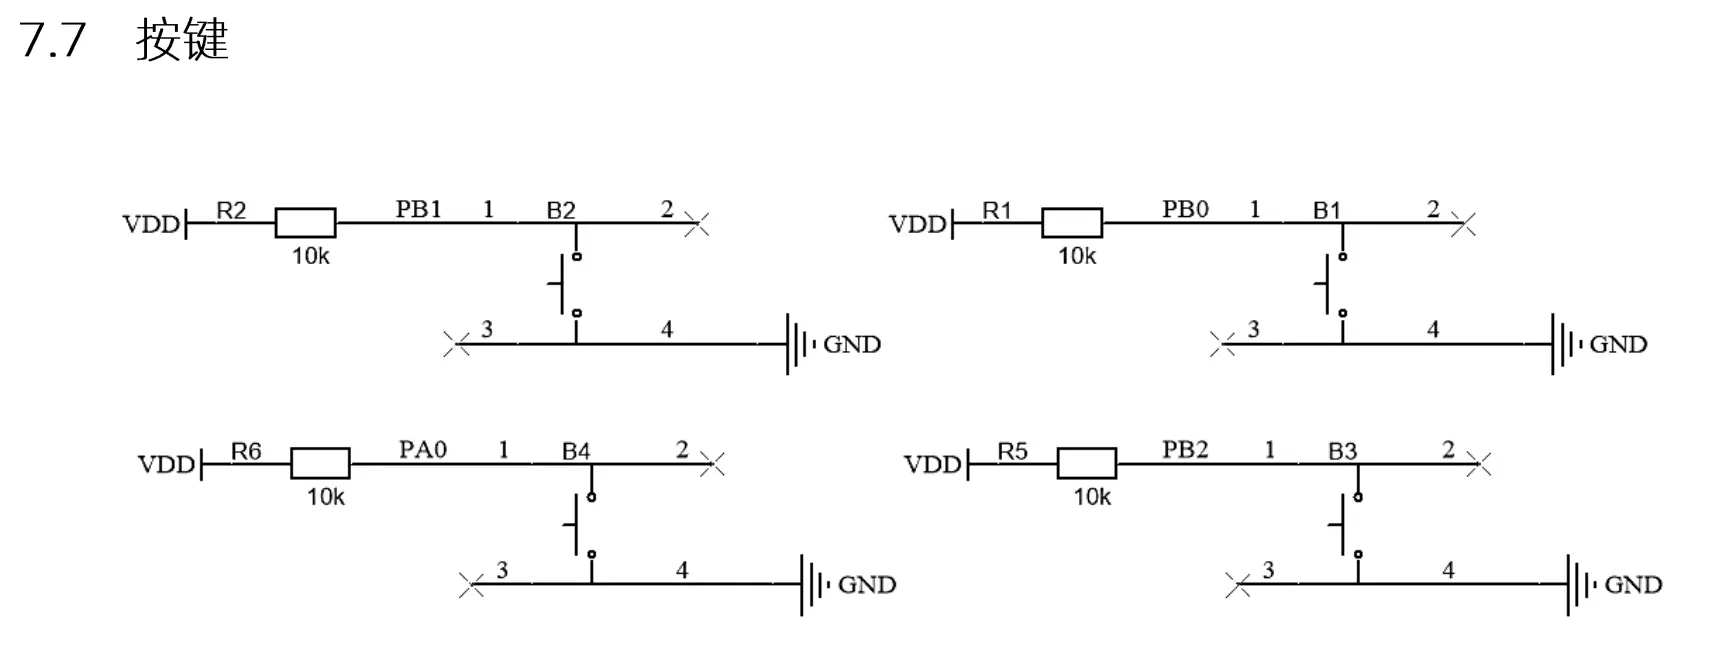 7.7 按键
VDD R2 PB1 1 B2 2
10k
3 4 GND
VDD R1 PB0 1 B1 2
10k
3 4 GND
VDD R6 PA0 1 B4 2
10k
3 4 GND
VDD R5 PB2 1 B3 2
10k
3 4 GND